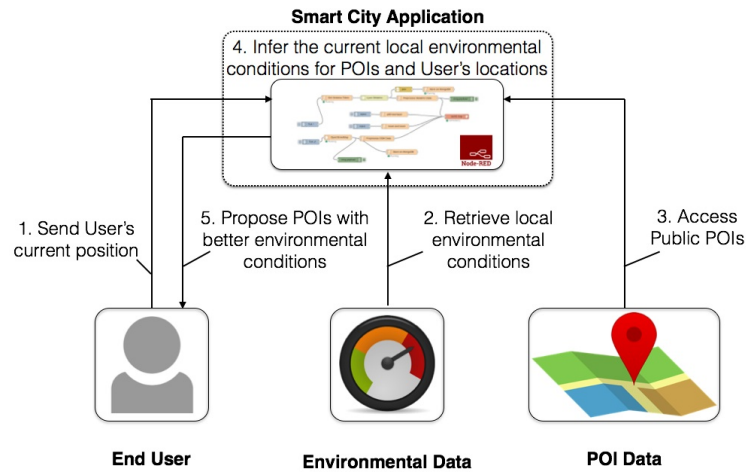 Smart City Application
4. Infer the current local environmental
conditions for POIs and User's locations
Node-RED
1. Send User's
current position
5. Propose POIs with
better environmental
conditions
2. Retrieve local
environmental
conditions
3. Access
Public POIs
End User
Environmental Data
POI Data